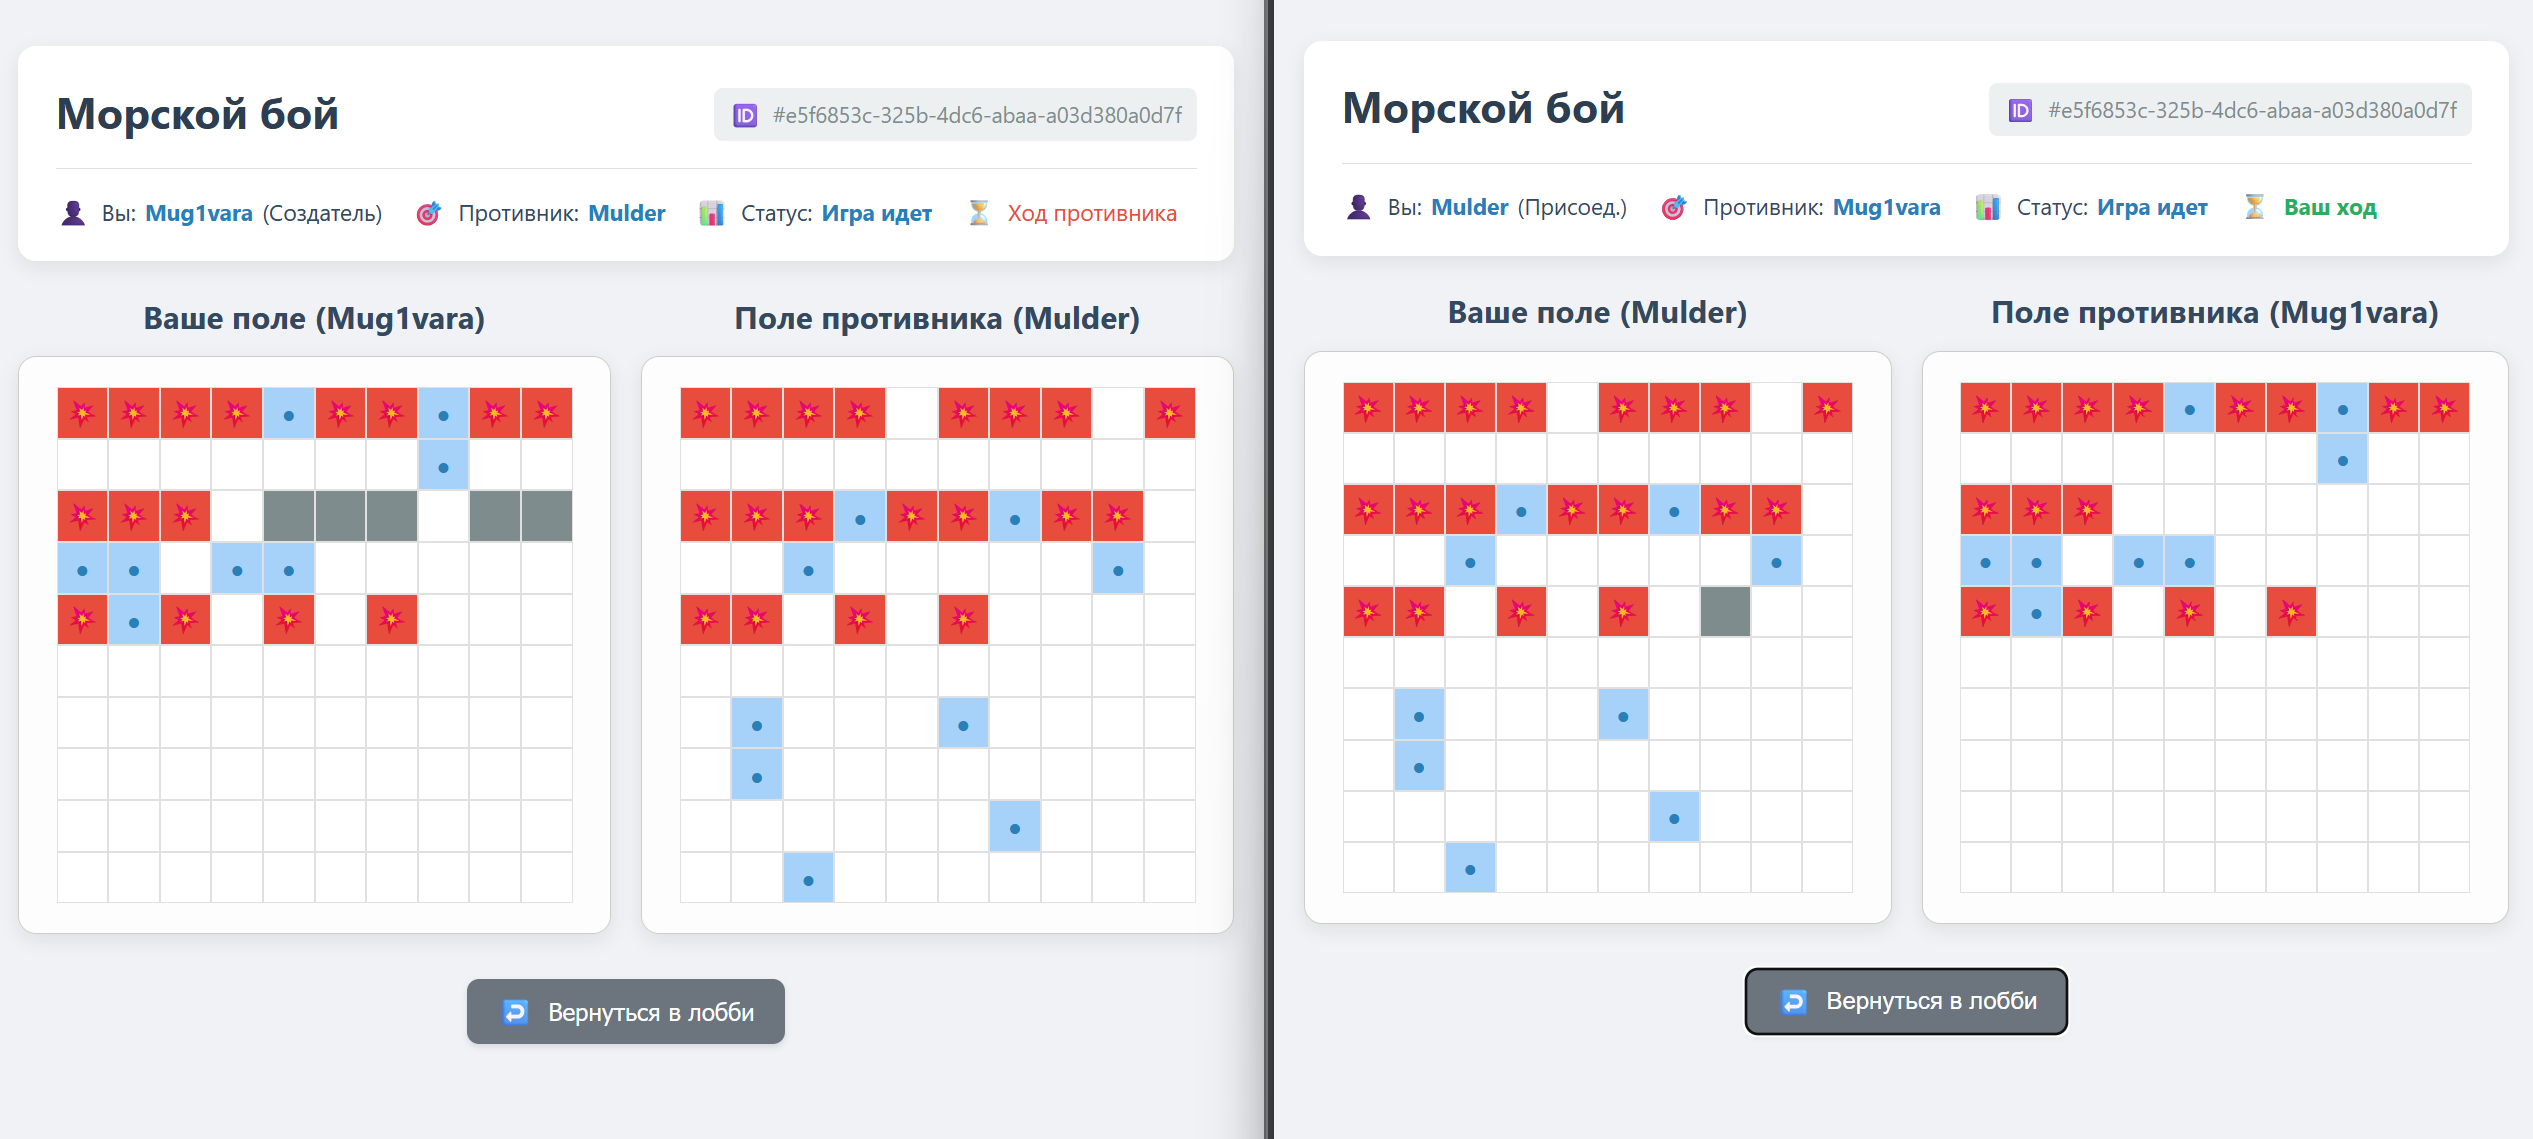 Морской бой
ID #e5f6853c-325b-4dc6-abaa-a03d380a0d7f
Вы: Mug1vara (Создатель) Противник: Mulder Статус: Игра идет Ход противника
Ваше поле (Mug1vara)
Поле противника (Mulder)
Вернуться в лобби
Морской бой
ID #e5f6853c-325b-4dc6-abaa-a03d380a0d7f
Вы: Mulder (Присоед.) Противник: Mug1vara Статус: Игра идет Ваш ход
Ваше поле (Mulder)
Поле противника (Mug1vara)
Вернуться в лобби